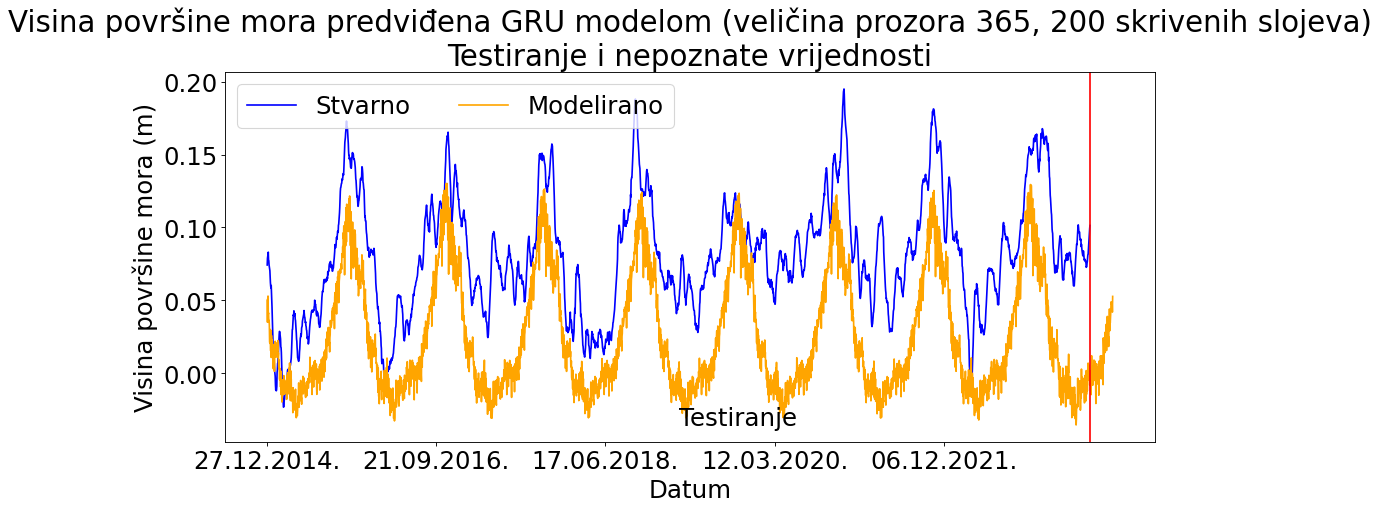 Visina površine mora predviđena GRU modelom (veličina prozora 365, 200 skrivenih slojeva)
Testiranje i nepoznate vrijednosti
Stvarno
Modelirano
Visina površine mora (m)
0.20
0.15
0.10
0.05
0.00
Testiranje
27.12.2014.
21.09.2016.
17.06.2018.
12.03.2020.
06.12.2021.
Datum